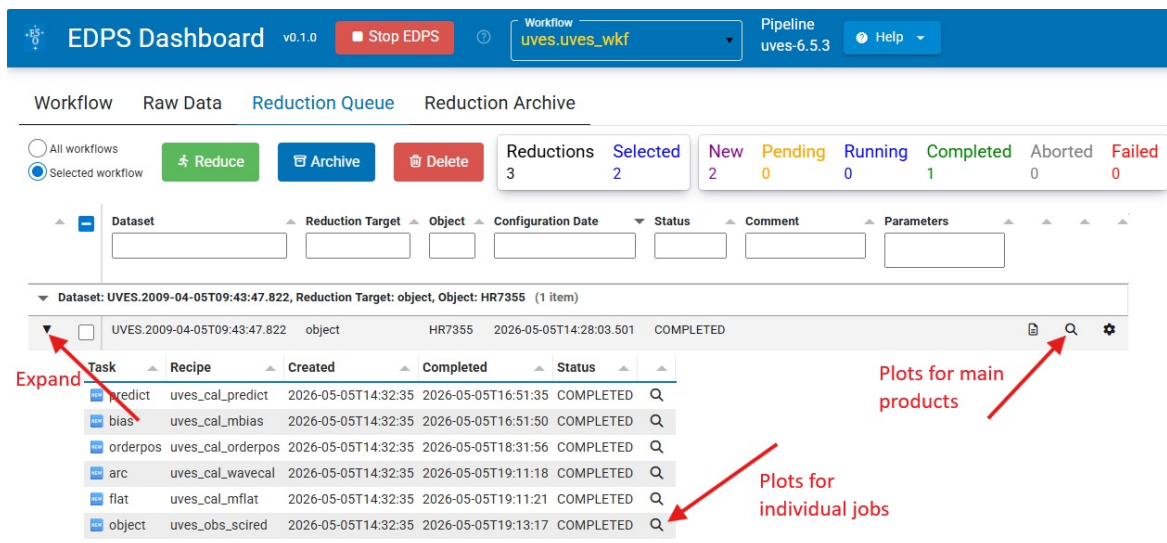 EDPS Dashboard v0.1.0 Stop EDPS Workflow uves.uves_wkf Pipeline uves-6.5.3 Help
Workflow Raw Data Reduction Queue Reduction Archive
All workflows
Selected workflow
Reduce Archive Delete
Reductions Selected New Pending Running Completed Aborted Failed
3 2 2 0 0 1 0 0
Dataset Reduction Target Object Configuration Date Status Comment Parameters
Dataset: UVES.2009-04-05T09:43:47.822, Reduction Target: object, Object: HR7355 (1 item)
UVES.2009-04-05T09:43:47.822 object HR7355 2026-05-05T14:28:03.501 COMPLETED
Expand
Task Recipe Created Completed Status
predict uves_cal_predict 2026-05-05T14:32:35 2026-05-05T16:51:35 COMPLETED
bias uves_cal_mbias 2026-05-05T14:32:35 2026-05-05T16:51:50 COMPLETED
orderpos uves_cal_orderpos 2026-05-05T14:32:35 2026-05-05T18:31:56 COMPLETED
arc uves_cal_wavecal 2026-05-05T14:32:35 2026-05-05T19:11:18 COMPLETED
flat uves_cal_mflat 2026-05-05T14:32:35 2026-05-05T19:11:21 COMPLETED
object uves_obs_scired 2026-05-05T14:32:35 2026-05-05T19:13:17 COMPLETED
Plots for main
products
Plots for
individual jobs